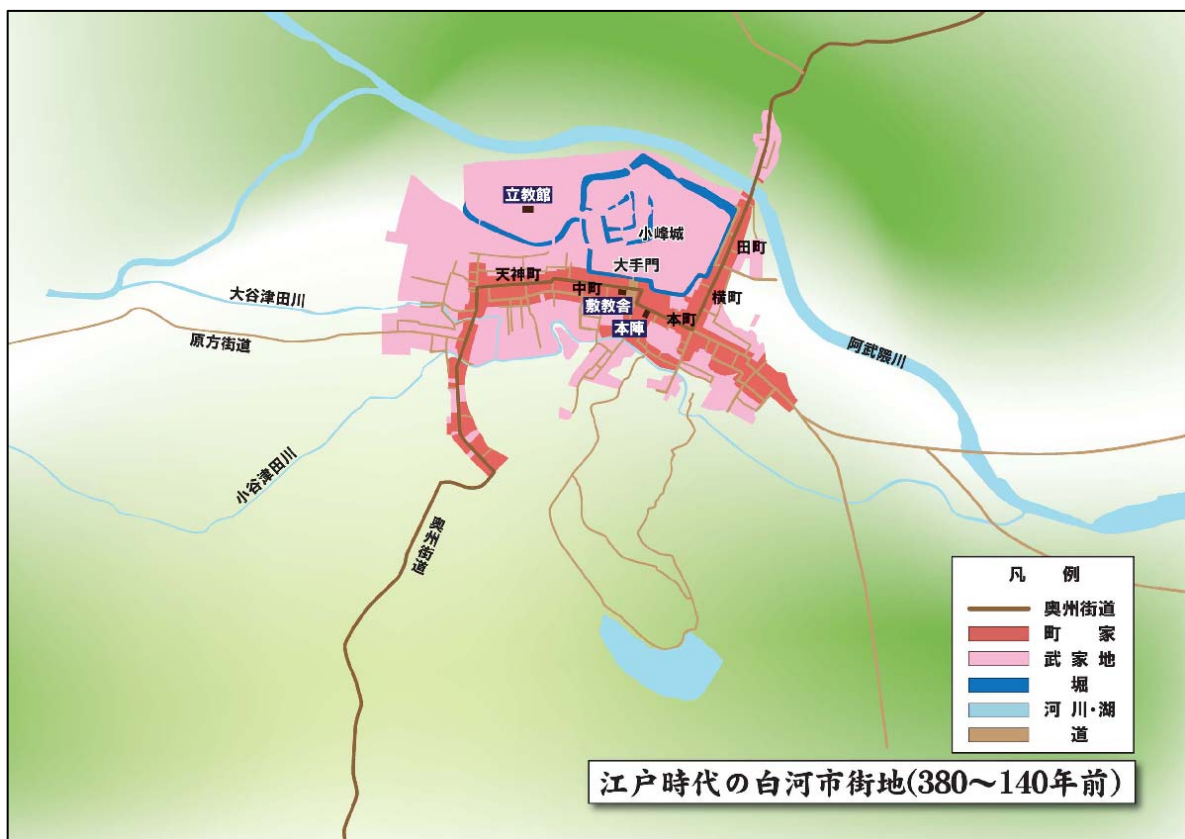 立教館
小峰城
田町
大手門
天神町
中町
横町
大谷津田川
敷教舎
本町
本陣
原方街道
阿武隈川
小谷津田川
奥州街道
凡 例
奥州街道
町 家
武家地
堀
河川・湖
道
江戸時代の白河市街地(380〜140年前)